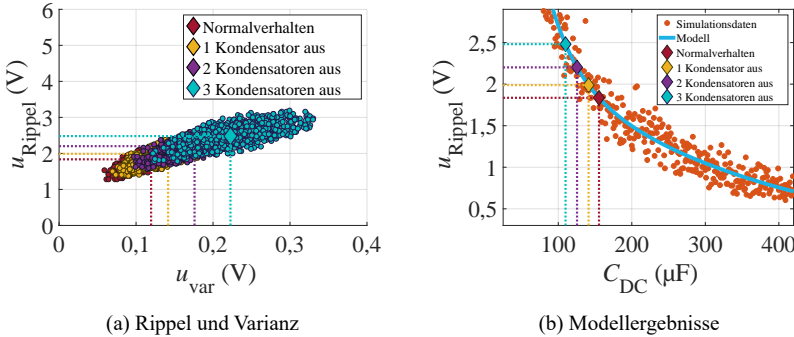 6
5
4
3
2
1
0
0
0,1
0,2
0,3
0,4
u_Rippel (V)
u_var (V)
Normalverhalten
1 Kondensator aus
2 Kondensatoren aus
3 Kondensatoren aus
(a) Rippel und Varianz
2,5
2
1,5
1
0,5
100
200
300
400
u_Rippel (V)
C_DC (µF)
Simulationsdaten
Modell
Normalverhalten
1 Kondensator aus
2 Kondensatoren aus
3 Kondensatoren aus
(b) Modellergebnisse